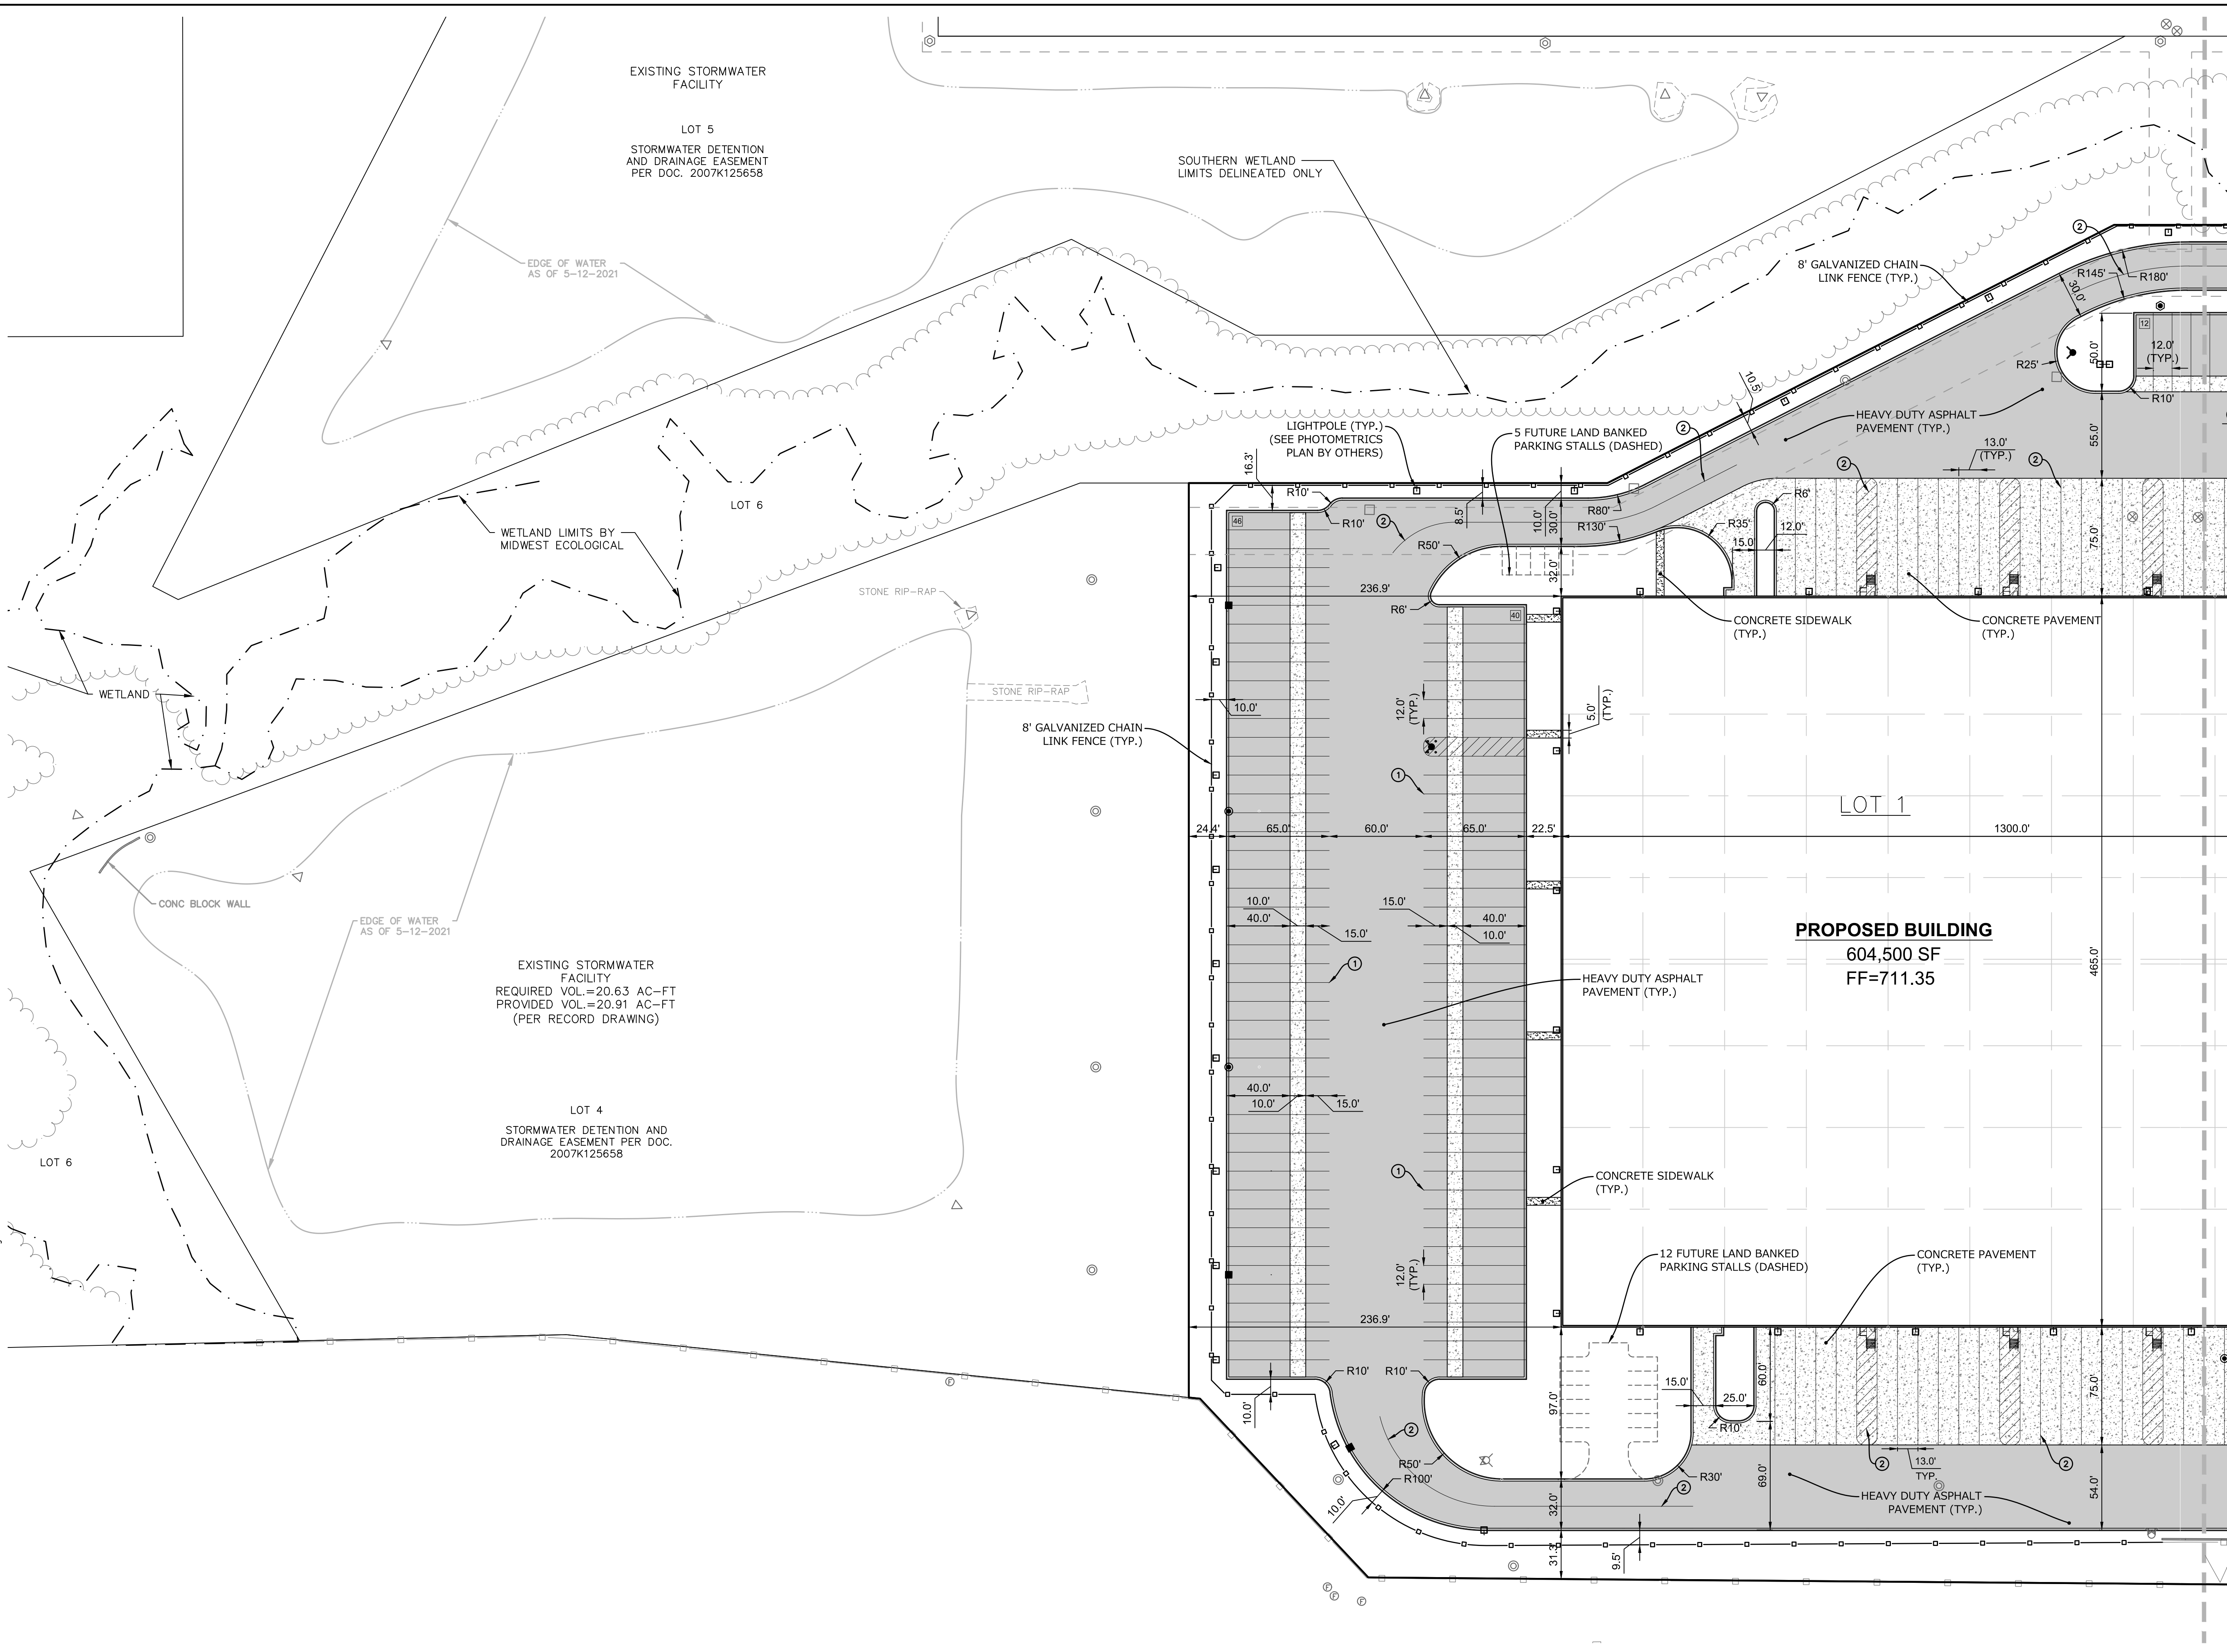 EXISTING STORMWATER
FACILITY
LOT 5
STORMWATER DETENTION
AND DRAINAGE EASEMENT
PER DOC. 2007K125658
SOUTHERN WETLAND
LIMITS DELINEATED ONLY
EDGE OF WATER
AS OF 5-12-2021
8' GALVANIZED CHAIN
LINK FENCE (TYP.)
2
R145'
R180'
30.0'
12
50.0'
12.0'
(TYP.)
R25'
R10'
10.5'
HEAVY DUTY ASPHALT
PAVEMENT (TYP.)
55.0'
LIGHTPOLE (TYP.)
(SEE PHOTOMETRICS
PLAN BY OTHERS)
5 FUTURE LAND BANKED
PARKING STALLS (DASHED)
2
13.0'
(TYP.)
2
2
16.3'
R10'
R10'
46
2
8.5'
10.0'
30.0'
R80'
R130'
R50'
R35'
R6'
12.0'
15.0'
75.0'
32.0'
LOT 6
WETLAND LIMITS BY
MIDWEST ECOLOGICAL
STONE RIP-RAP
236.9'
R6'
40
CONCRETE SIDEWALK
(TYP.)
CONCRETE PAVEMENT
(TYP.)
WETLAND
STONE RIP-RAP
10.0'
12.0'
(TYP.)
5.0'
(TYP.)
8' GALVANIZED CHAIN
LINK FENCE (TYP.)
1
LOT 1
24.4'
65.0'
60.0'
65.0'
22.5'
1300.0'
CONC BLOCK WALL
EDGE OF WATER
AS OF 5-12-2021
10.0'
40.0'
15.0'
15.0'
40.0'
10.0'
PROPOSED BUILDING
604,500 SF
FF=711.35
465.0'
1
EXISTING STORMWATER
FACILITY
REQUIRED VOL.=20.63 AC-FT
PROVIDED VOL.=20.91 AC-FT
(PER RECORD DRAWING)
HEAVY DUTY ASPHALT
PAVEMENT (TYP.)
40.0'
10.0'
15.0'
LOT 4
STORMWATER DETENTION AND
DRAINAGE EASEMENT PER DOC.
2007K125658
LOT 6
1
CONCRETE SIDEWALK
(TYP.)
12.0'
(TYP.)
12 FUTURE LAND BANKED
PARKING STALLS (DASHED)
CONCRETE PAVEMENT
(TYP.)
236.9'
R10'
R10'
10.0'
97.0'
15.0'
25.0'
60.0'
R10'
75.0'
2
R50'
R100'
10.0'
R30'
2
32.0'
69.0'
2
13.0'
TYP.
2
HEAVY DUTY ASPHALT
PAVEMENT (TYP.)
54.0'
31.3'
9.5'
F
F
F
F